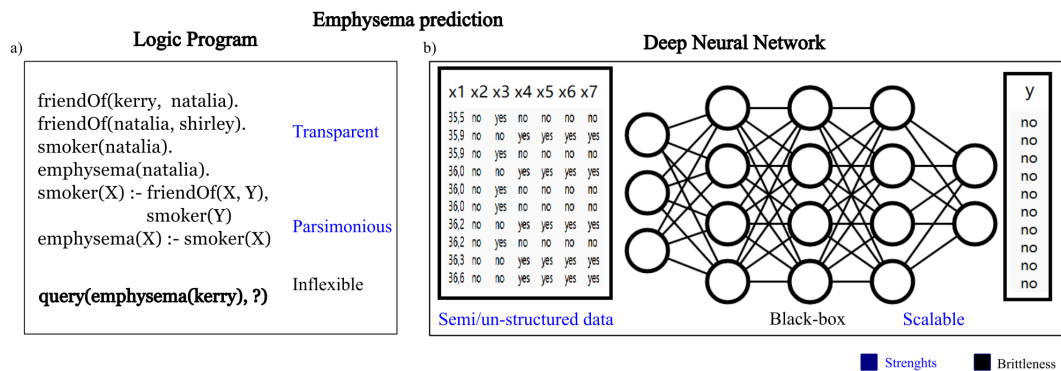 Emphysema prediction
a)
Logic Program
friendOf(kerry, natalia).
friendOf(natalia, shirley).
smoker(natalia).
emphysema(natalia).
smoker(X) :- friendOf(X, Y),
smoker(Y)
emphysema(X) :- smoker(X)
query(emphysema(kerry), ?)
Transparent
Parsimonious
Inflexible
b)
Deep Neural Network
x1 x2 x3 x4 x5 x6 x7
35,5 no yes no no no no
35,9 no no yes yes yes yes
35,9 no yes no no no no
36,0 no no yes yes yes yes
36,0 no yes no no no no
36,0 no yes no no no no
36,2 no no yes yes yes yes
36,2 no yes no no no no
36,3 no no yes yes yes yes
36,6 no no yes yes yes yes
y
no
no
no
no
no
no
no
no
no
no
Semi/un-structured data
Black-box
Scalable
Strenghts
Brittleness